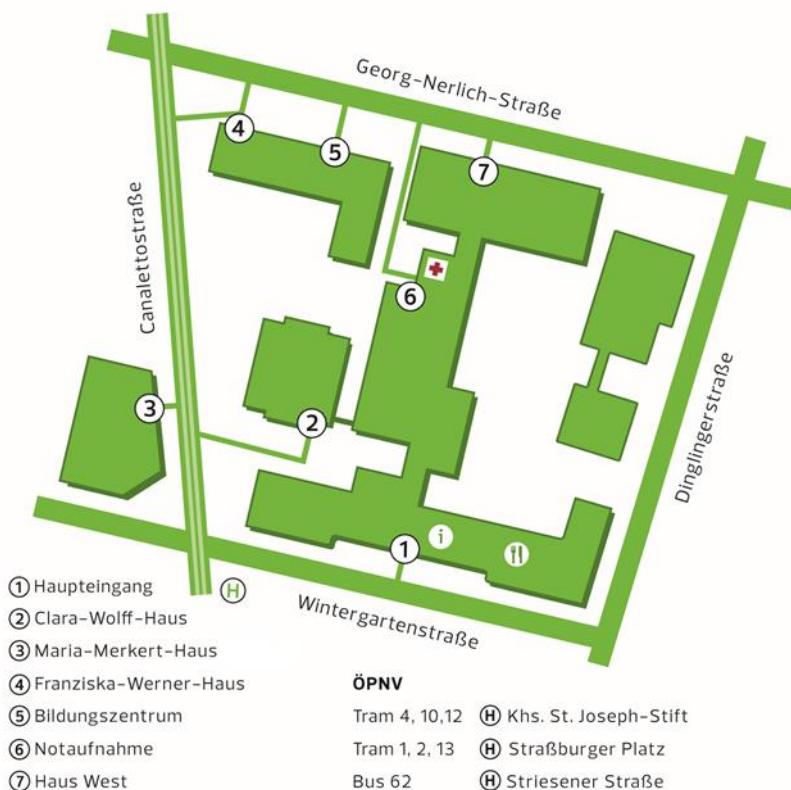 Georg-Nerlich-Straße
Canalettostraße
Dinglingerstraße
Wintergartenstraße
4
5
7
6
3
2
1
i
H
1 Haupteingang
2 Clara-Wolff-Haus
3 Maria-Merkert-Haus
4 Franziska-Werner-Haus
5 Bildungszentrum
6 Notaufnahme
7 Haus West
ÖPNV
Tram 4, 10,12 H Khs. St. Joseph-Stift
Tram 1, 2, 13 H Straßburger Platz
Bus 62 H Striesener Straße